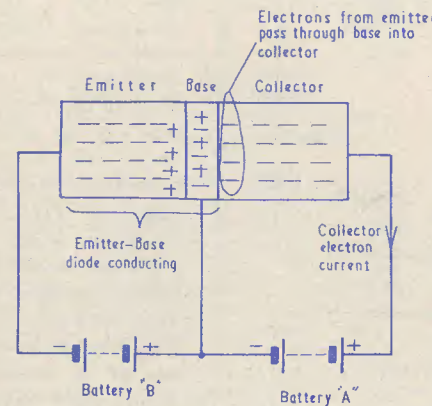 Electrons from emitter
pass through base into
collector
Emitter Base Collector
Emitter-Base
diode conducting
Collector
electron
current
- + - +
Battery "B" Battery "A"